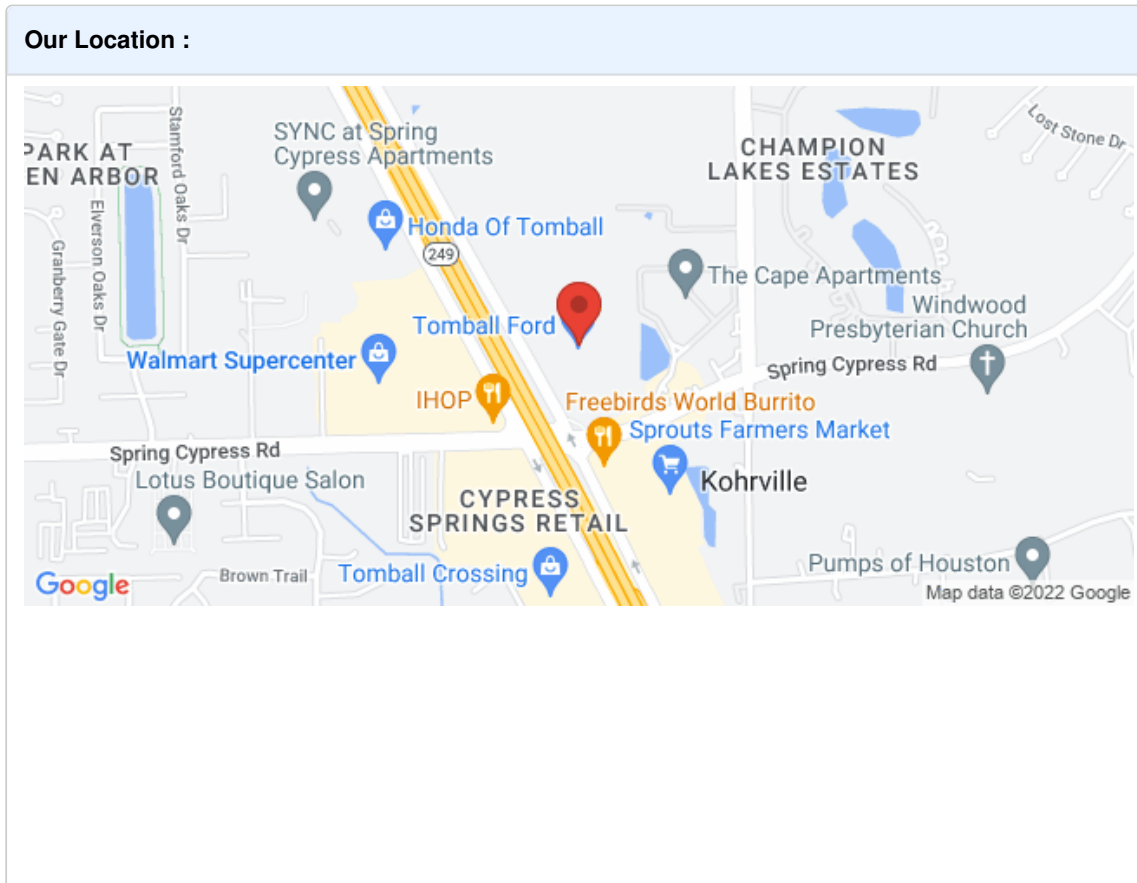 Our Location :
Stamford Oaks Dr
SYNC at Spring
Cypress Apartments
PARK AT
EN ARBOR
CHAMPION
LAKES ESTATES
Lost Stone Dr
Elverson Oaks Dr
Granberry Gate Dr
Honda Of Tomball
249
The Cape Apartments
Windwood
Presbyterian Church
Tomball Ford
Walmart Supercenter
Spring Cypress Rd
IHOP
Freebirds World Burrito
Sprouts Farmers Market
Spring Cypress Rd
Lotus Boutique Salon
Kohrville
CYPRESS
SPRINGS RETAIL
Pumps of Houston
Tomball Crossing
Brown Trail
Google
Map data ©2022 Google